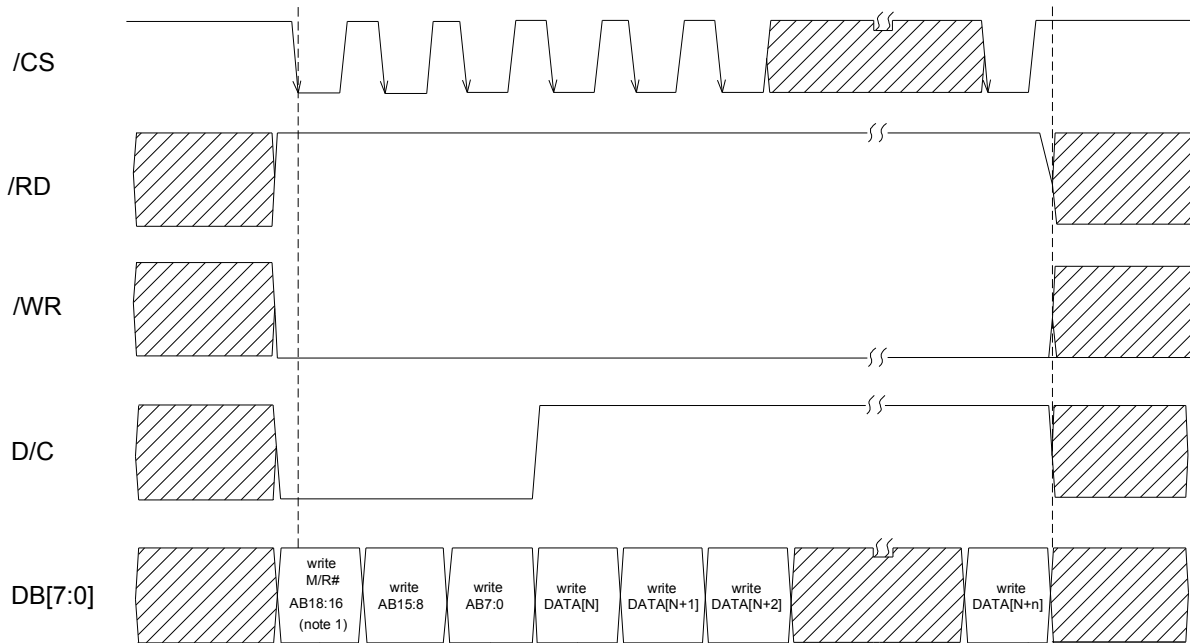 /CS
/RD
/WR
D/C
DB[7:0]
write
M/R#
AB18:16
(note 1)
write
AB15:8
write
AB7:0
write
DATA[N]
write
DATA[N+1]
write
DATA[N+2]
write
DATA[N+n]